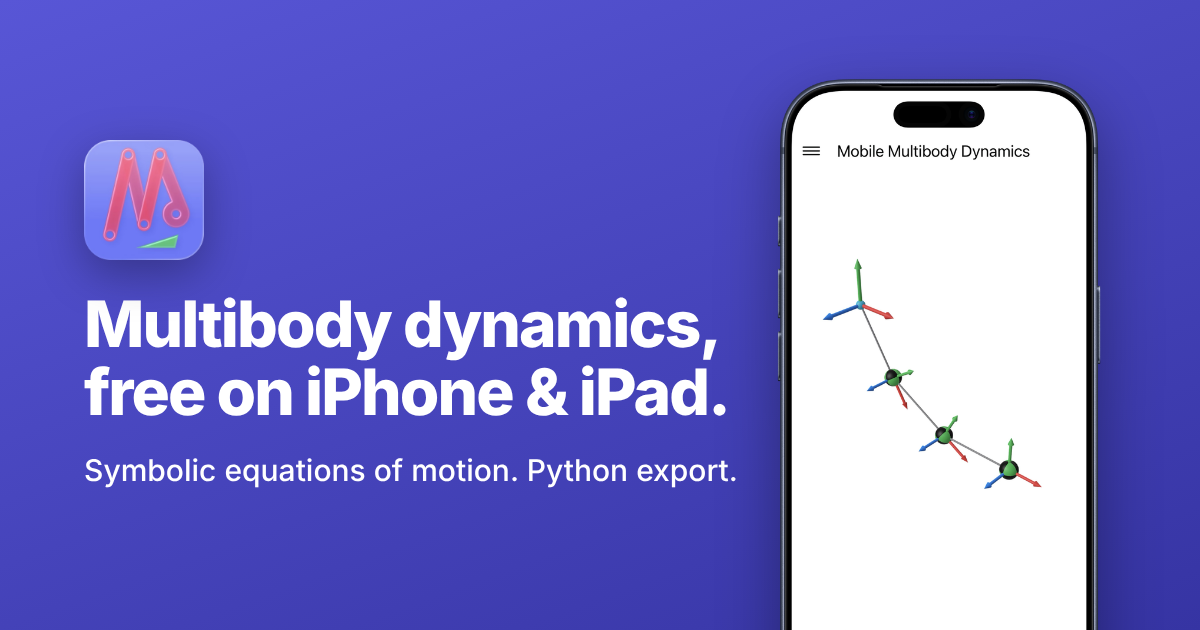 Multibody dynamics,
free on iPhone & iPad.
Symbolic equations of motion. Python export.
Mobile Multibody Dynamics